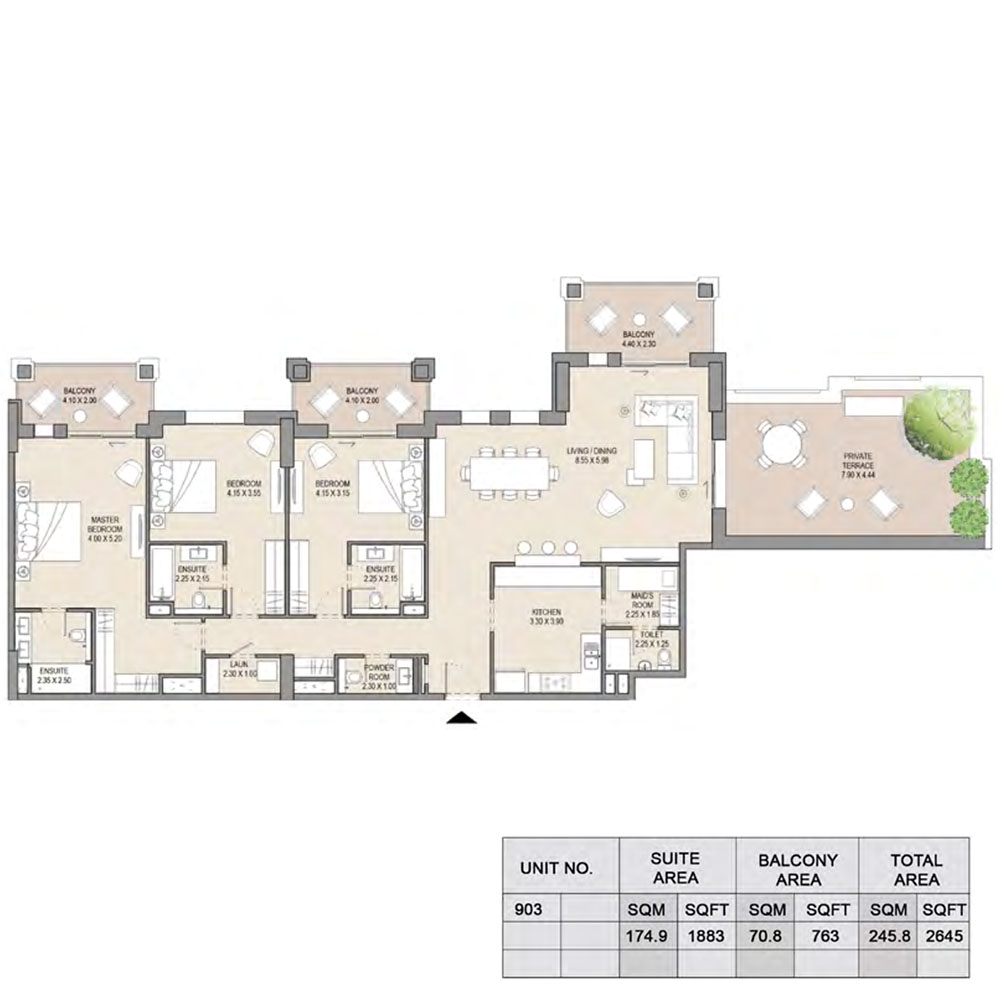 BALCONY
4.40 X 2.30
BALCONY
4.10 X 2.00
BALCONY
4.10 X 2.00
LIVING / DINING
8.55 X 5.98
PRIVATE
TERRACE
7.90 X 4.44
BEDROOM
4.15 X 3.55
BEDROOM
4.15 X 3.15
MASTER
BEDROOM
4.00 X 5.20
ENSUITE
2.25 X 2.15
ENSUITE
2.25 X 2.15
MAID'S
ROOM
2.25 X 1.85
KITCHEN
3.30 X 3.90
TOILET
2.25 X 1.25
ENSUITE
2.35 X 2.50
LAUN
2.30 X 1.00
POWDER
ROOM
2.30 X 1.00
UNIT NO. SUITE AREA BALCONY AREA TOTAL AREA
903 SQM SQFT SQM SQFT SQM SQFT
174.9 1883 70.8 763 245.8 2645